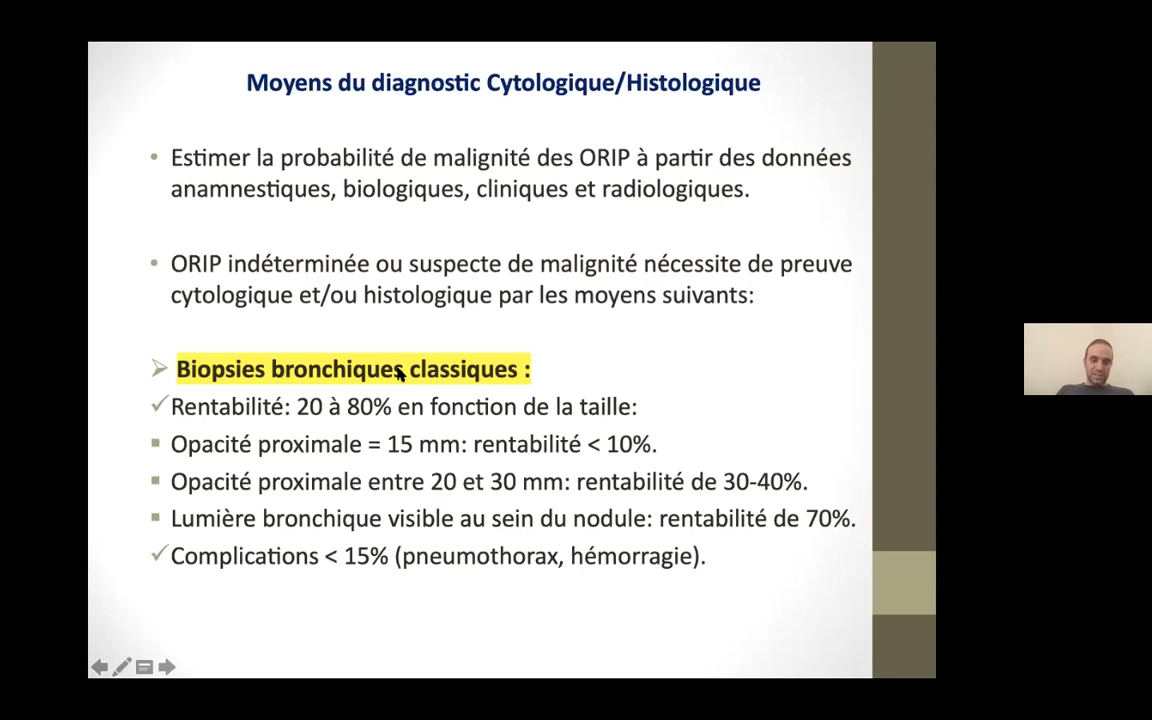 Moyens du diagnostic Cytologique/Histologique
• Estimer la probabilité de malignité des ORIP à partir des données
anamnestiques, biologiques, cliniques et radiologiques.
• ORIP indéterminée ou suspecte de malignité nécessite de preuve
cytologique et/ou histologique par les moyens suivants:
➢ Biopsies bronchiques classiques :
✓Rentabilité: 20 à 80% en fonction de la taille:
▪ Opacité proximale = 15 mm: rentabilité < 10%.
▪ Opacité proximale entre 20 et 30 mm: rentabilité de 30-40%.
▪ Lumière bronchique visible au sein du nodule: rentabilité de 70%.
✓Complications < 15% (pneumothorax, hémorragie).